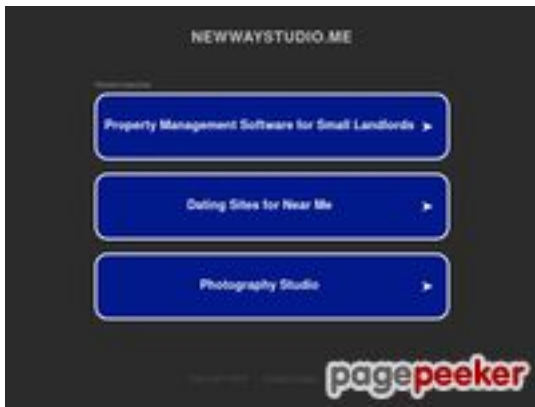 NEWWAYSTUDIO.ME
Property Management Software for Small Landlords
Dating Sites for Near Me
Photography Studio
pagepeeker